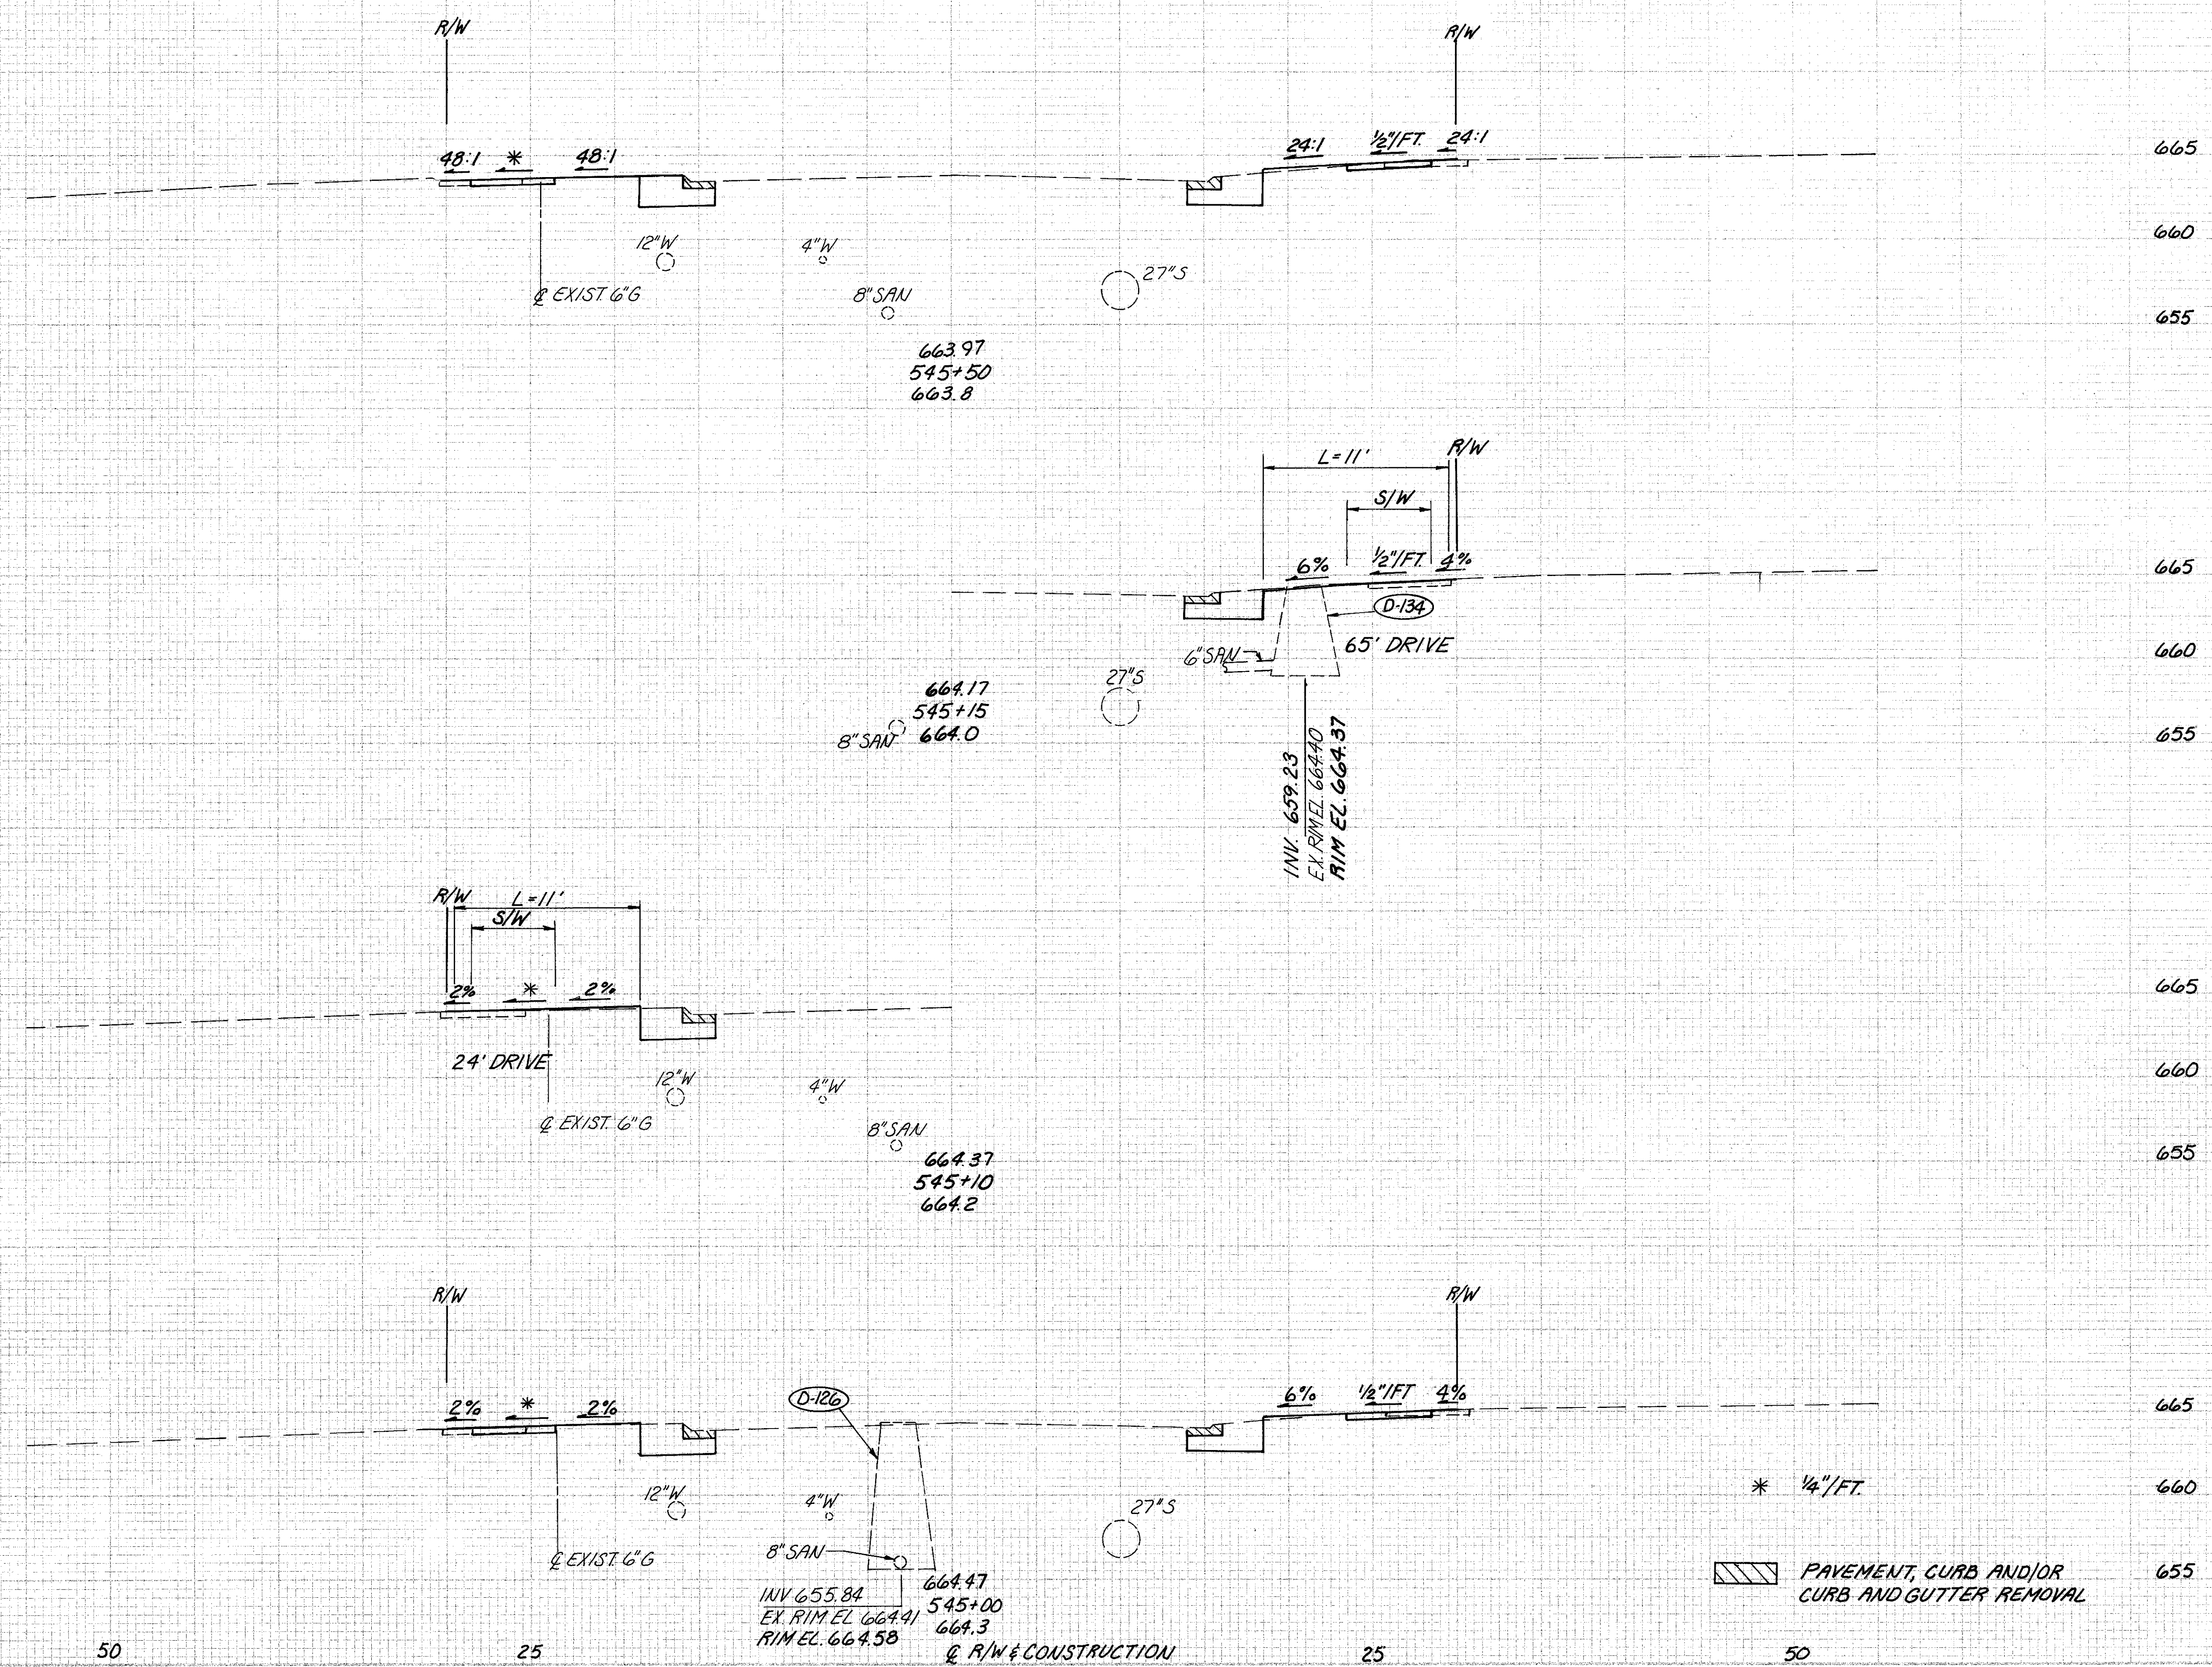 R/W
R/W
48:1
*
48:1
24:1
1/2"/FT.
24:1
665
12"W
4"W
660
27"S
℄ EXIST. 6"G
8"SAN
655
663.97
545+50
663.8
R/W
L=11'
S/W
6%
1/2"/FT.
4%
665
D-134
6"SAN
65' DRIVE
660
27"S
664.17
545+15
664.0
8"SAN
655
INV. 659.23
EX. RIM EL. 664.40
RIM EL. 664.37
R/W
L=11'
S/W
2%
*
2%
665
24' DRIVE
12"W
4"W
660
℄ EXIST. 6"G
8"SAN
664.37
655
545+10
664.2
R/W
R/W
2%
*
2%
D-126
6%
1/2"/FT
4%
665
12"W
4"W
27"S
* 1/4"/FT.
660
℄ EXIST. 6"G
8"SAN
PAVEMENT, CURB AND/OR
CURB AND GUTTER REMOVAL
655
INV 655.84
EX. RIM EL 664.41
RIM EL. 664.58
664.47
545+00
664.3
50
25
℄ R/W & CONSTRUCTION
25
50